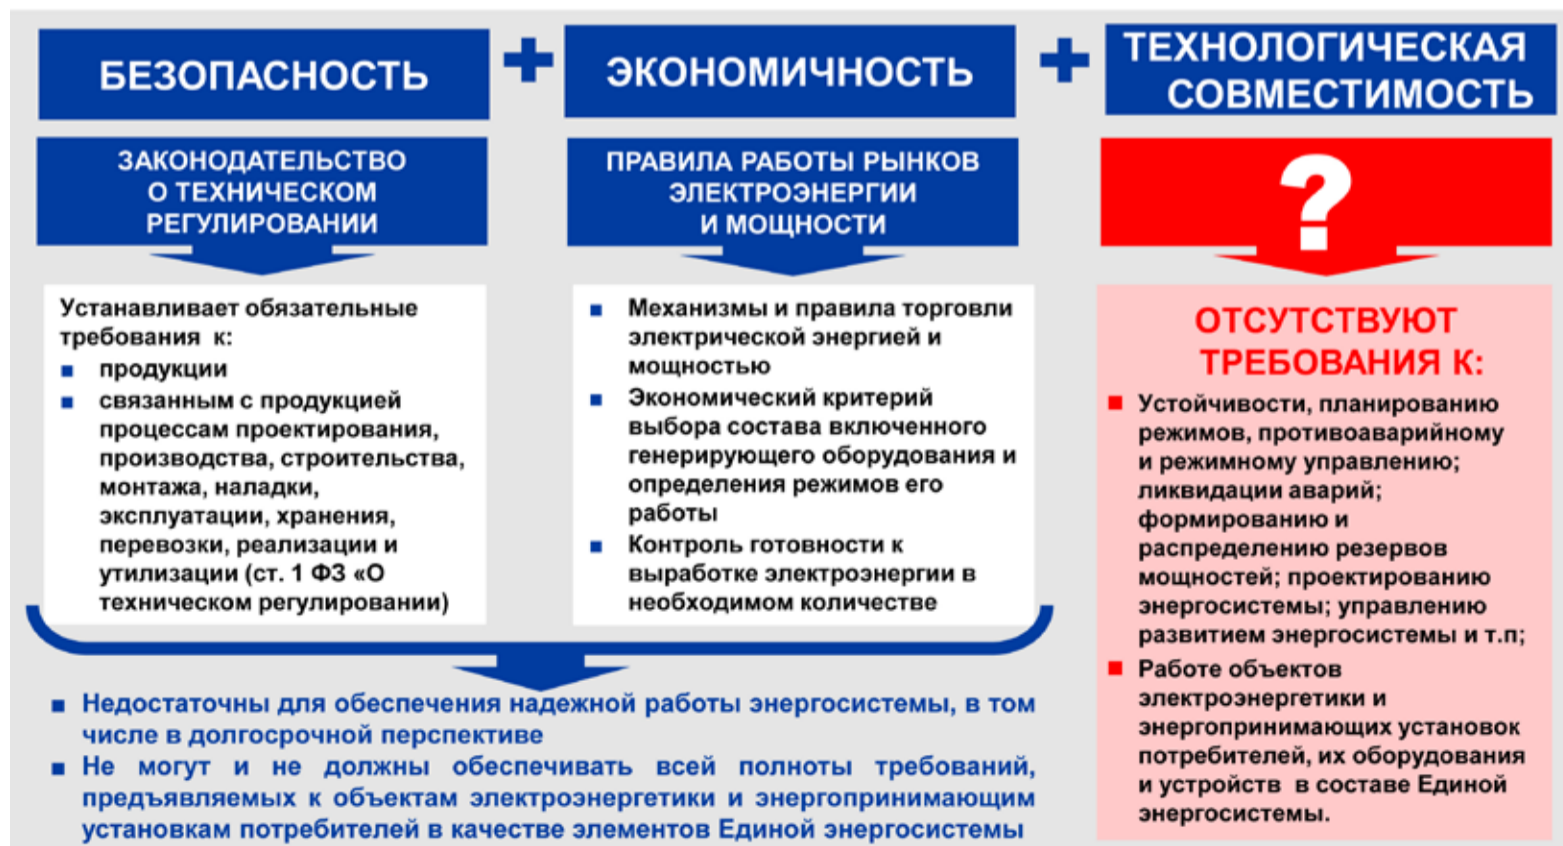 БЕЗОПАСНОСТЬ
+
ЭКОНОМИЧНОСТЬ
+
ТЕХНОЛОГИЧЕСКАЯ
СОВМЕСТИМОСТЬ
ЗАКОНОДАТЕЛЬСТВО
О ТЕХНИЧЕСКОМ
РЕГУЛИРОВАНИИ
Устанавливает обязательные
требования к:
продукции
связанным с продукцией
процессам проектирования,
производства, строительства,
монтажа, наладки,
эксплуатации, хранения,
перевозки, реализации и
утилизации (ст. 1 ФЗ «О
техническом регулировании)
ПРАВИЛА РАБОТЫ РЫНКОВ
ЭЛЕКТРОЭНЕРГИИ
И МОЩНОСТИ
Механизмы и правила торговли
электрической энергией и
мощностью
Экономический критерий
выбора состава включенного
генерирующего оборудования и
определения режимов его
работы
Контроль готовности к
выработке электроэнергии в
необходимом количестве
?
ОТСУТСТВУЮТ
ТРЕБОВАНИЯ К:
Устойчивости, планированию
режимов, противоаварийному
и режимному управлению;
ликвидации аварий;
формированию и
распределению резервов
мощностей; проектированию
энергосистемы; управлению
развитием энергосистемы и т.п;
Работе объектов
электроэнергетики и
энергопринимающих установок
потребителей, их оборудования
и устройств в составе Единой
энергосистемы.
Недостаточны для обеспечения надежной работы энергосистемы, в том
числе в долгосрочной перспективе
Не могут и не должны обеспечивать всей полноты требований,
предъявляемых к объектам электроэнергетики и энергопринимающим
установкам потребителей в качестве элементов Единой энергосистемы